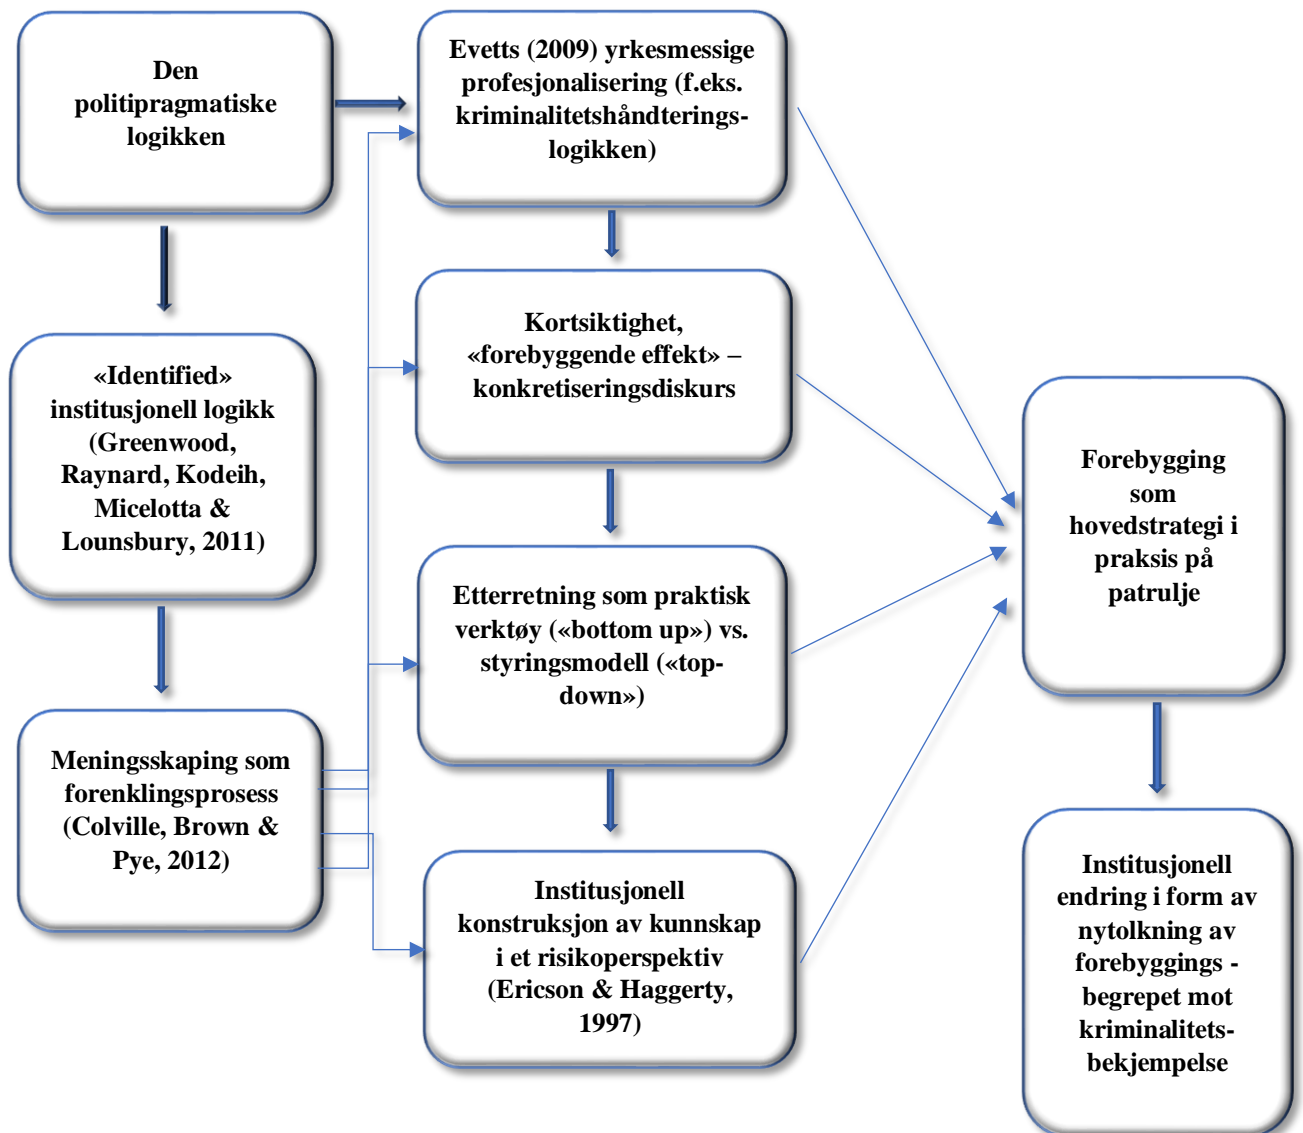 Den
politipragmatiske
logikken
«Identified»
institusjonell logikk
(Greenwood,
Raynard, Kodeih,
Micelotta &
Lounsbury, 2011)
Meningsskaping som
forenklingsprosess
(Colville, Brown &
Pye, 2012)
Evetts (2009) yrkesmessige
profesjonalisering (f.eks.
kriminalitetshåndterings-
logikken)
Kortsiktighet,
«forebyggende effekt» –
konkretiseringsdiskurs
Etterretning som praktisk
verktøy («bottom up») vs.
styringsmodell («top-
down»)
Institusjonell
konstruksjon av kunnskap
i et risikoperspektiv
(Ericson & Haggerty,
1997)
Forebygging
som
hovedstrategi i
praksis på
patrulje
Institusjonell
endring i form av
nytolkning av
forebyggings -
begrepet mot
kriminalitets-
bekjempelse